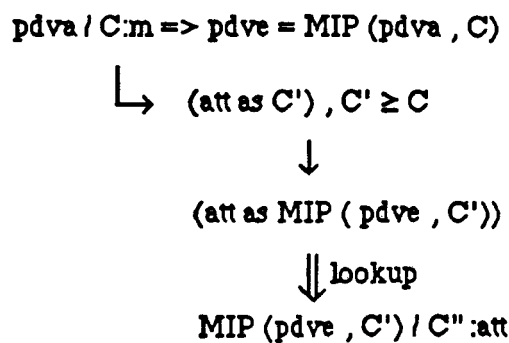 pdva / C:m => pdve = MIP (pdva , C)
(att as C') , C' ≥ C
(att as MIP ( pdve , C'))
lookup
MIP (pdve , C') / C" :att